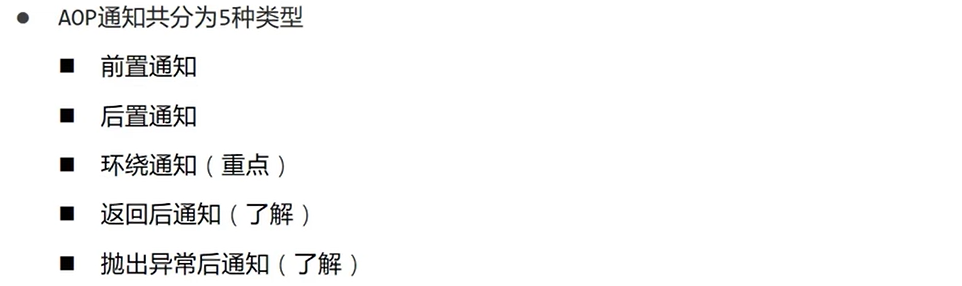 ● AOP通知共分为5种类型
■ 前置通知
■ 后置通知
■ 环绕通知（重点）
■ 返回后通知（了解）
■ 抛出异常后通知（了解）